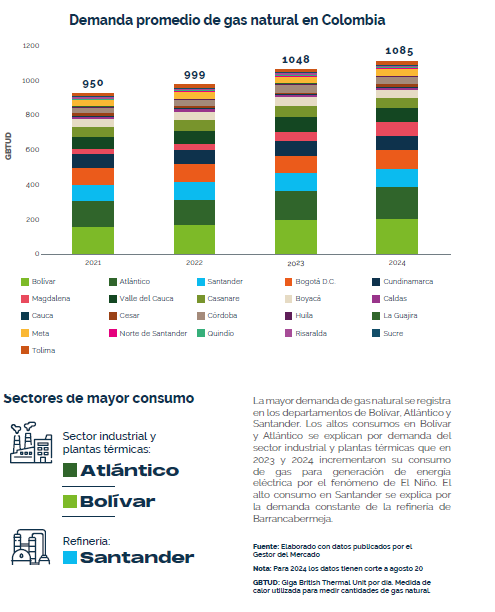 Demanda promedio de gas natural en Colombia
1200
1000
800
600
400
200
0
GBTUD
950
999
1048
1085
2021
2022
2023
2024
Bolívar
Atlántico
Santander
Bogotá D.C.
Cundinamarca
Magdalena
Valle del Cauca
Casanare
Boyacá
Caldas
Cauca
Cesar
Córdoba
Huila
La Guajira
Meta
Norte de Santander
Quindío
Risaralda
Sucre
Tolima
Sectores de mayor consumo
Sector industrial y
plantas térmicas:
Atlántico
Bolívar
Refinería:
Santander
La mayor demanda de gas natural se registra
en los departamentos de Bolívar, Atlántico y
Santander. Los altos consumos en Bolívar
y Atlántico se explican por demanda del
sector industrial y plantas térmicas que en
2023 y 2024 incrementaron su consumo
de gas para generación de energía
eléctrica por el fenómeno de El Niño. El
alto consumo en Santander se explica por
la demanda constante de la refinería de
Barrancabermeja.
Fuente: Elaborado con datos publicados por el
Gestor del Mercado
Nota: Para 2024 los datos tienen corte a agosto 20
GBTUD: Giga British Thermal Unit por día. Medida de
calor utilizada para medir cantidades de gas natural.